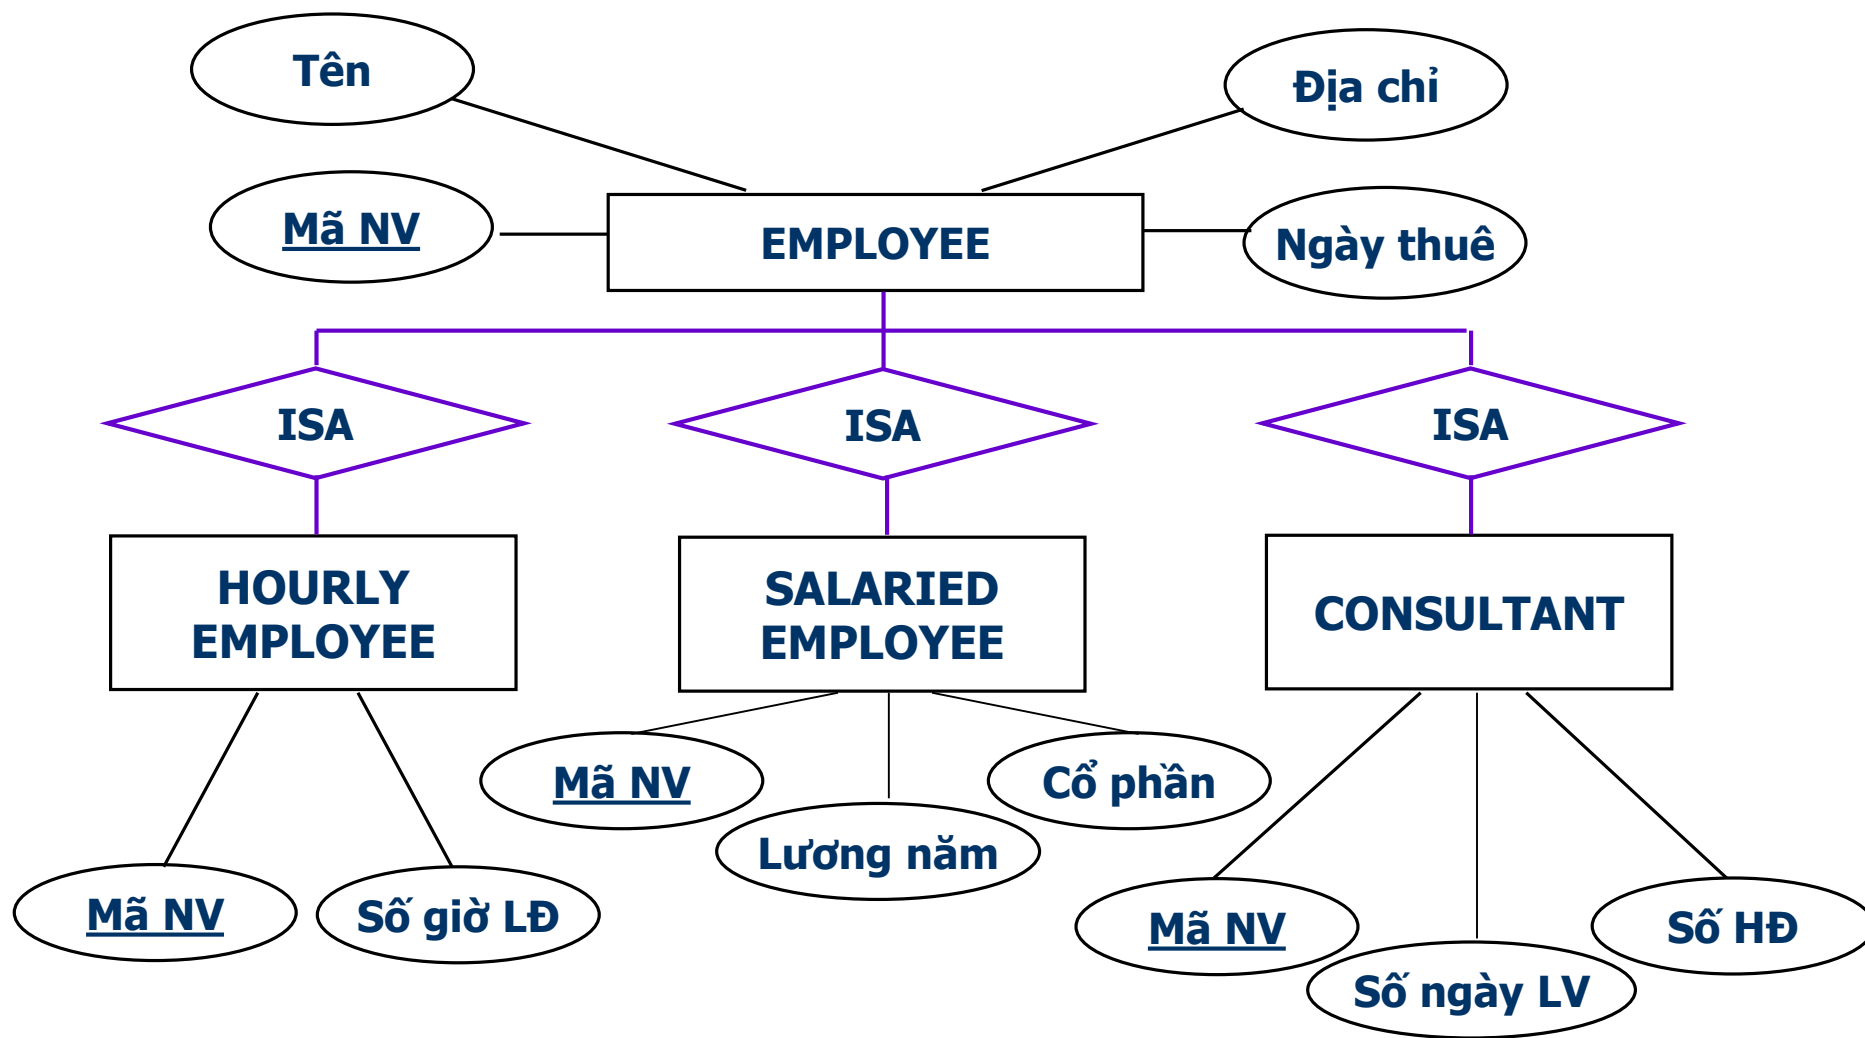 Tên
Địa chỉ
Mã NV
EMPLOYEE
Ngày thuê
ISA
ISA
ISA
HOURLY
EMPLOYEE
SALARIED
EMPLOYEE
CONSULTANT
Mã NV
Cổ phần
Lương năm
Mã NV
Số giờ LĐ
Mã NV
Số HĐ
Số ngày LV